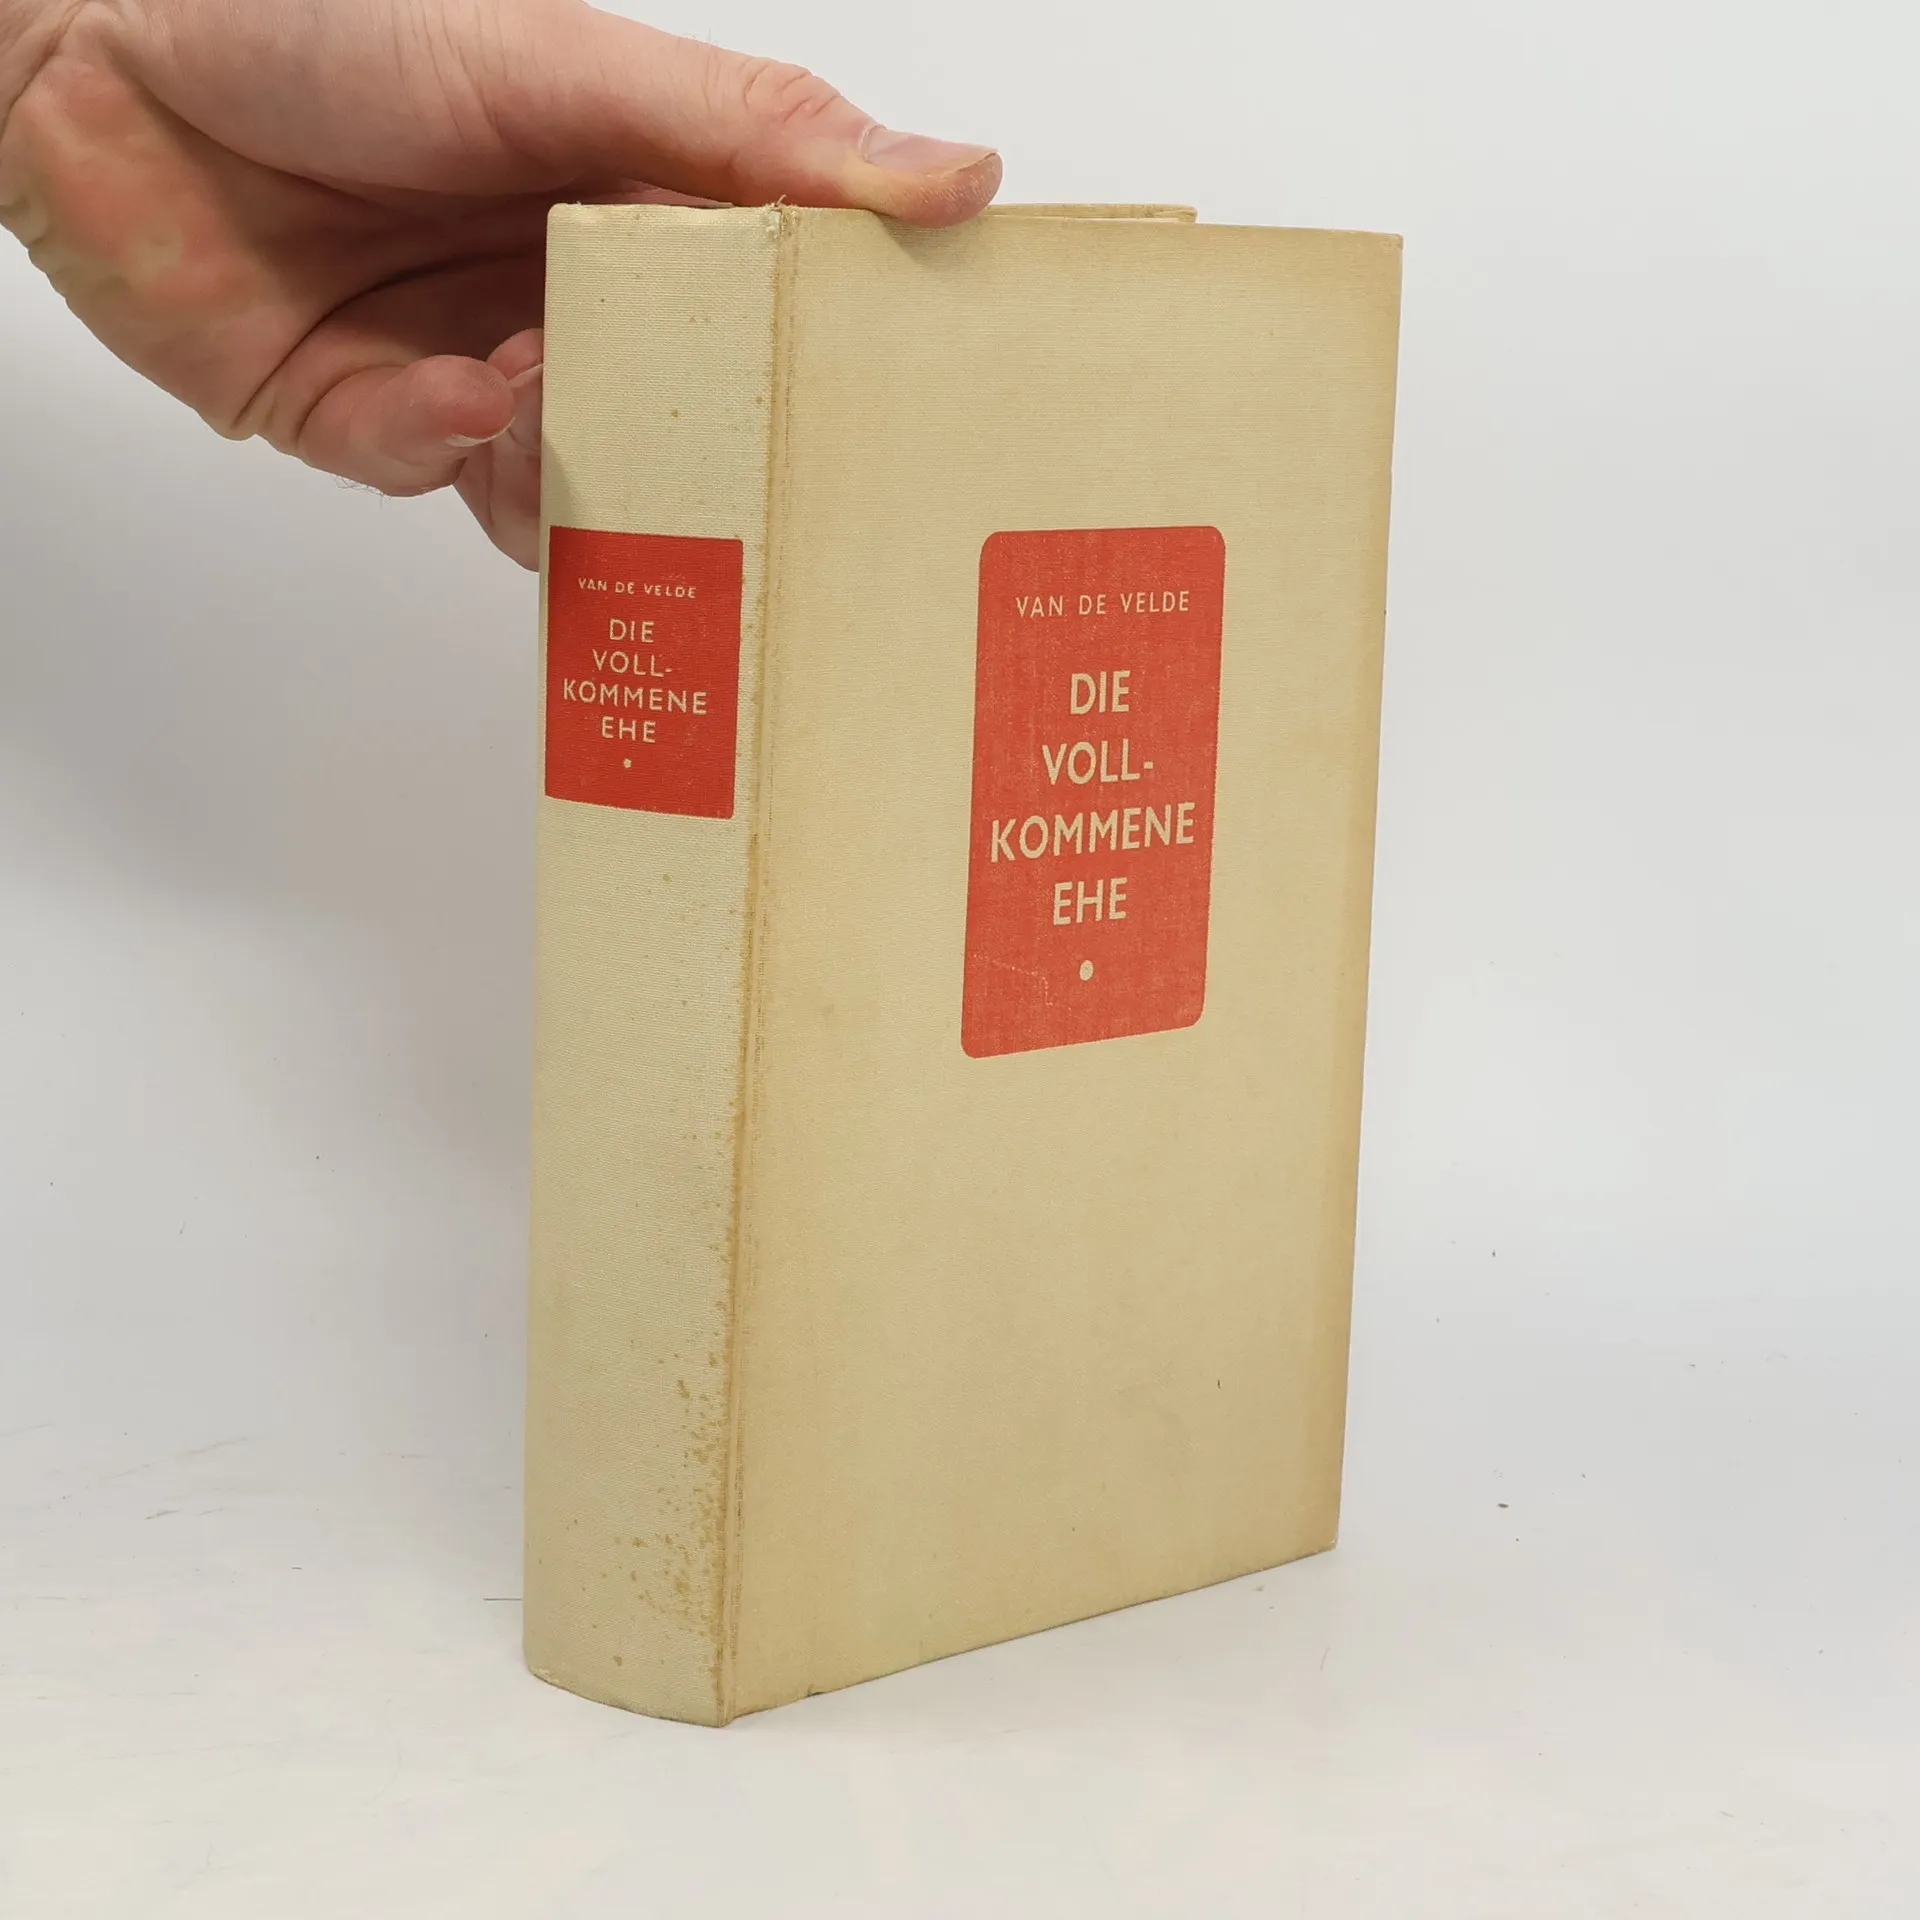 VAN DE VELDE
DIE
VOLL-
KOMMENE
EHE
VAN DE VELDE
DIE
VOLL-
KOMMENE
EHE